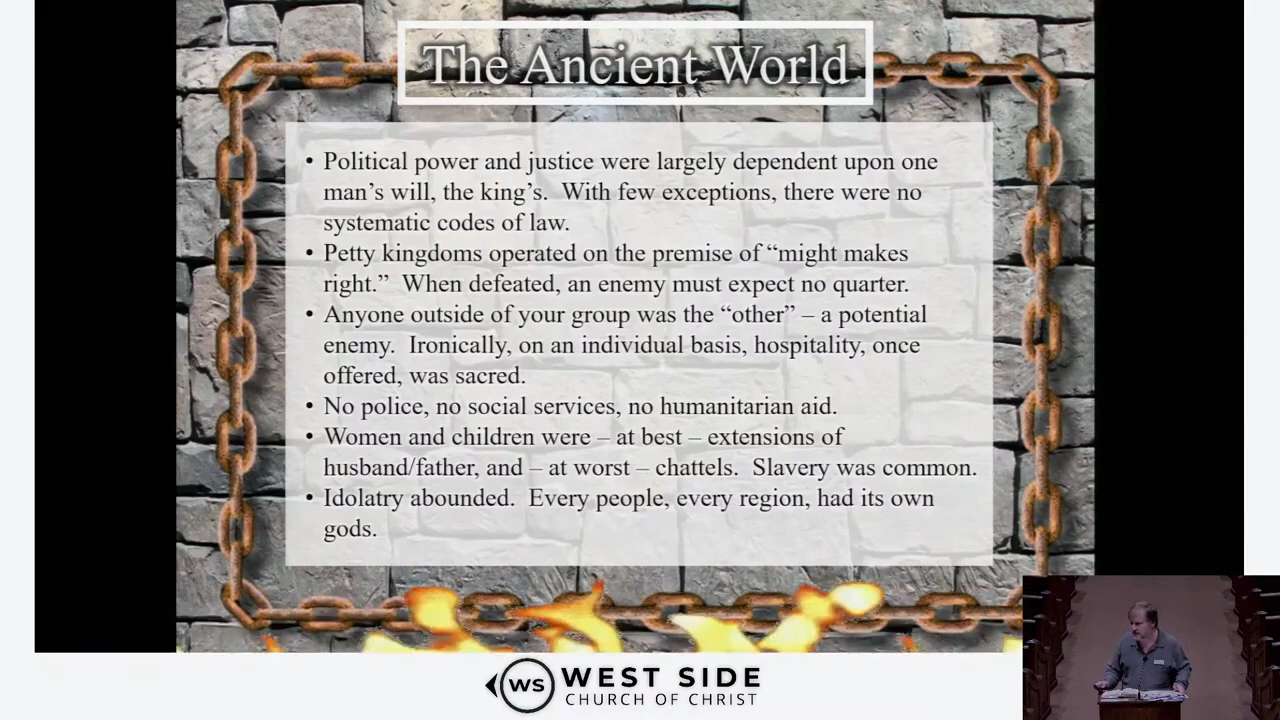 The Ancient World
• Political power and justice were largely dependent upon one
man’s will, the king’s.  With few exceptions, there were no
systematic codes of law.
• Petty kingdoms operated on the premise of “might makes
right.”  When defeated, an enemy must expect no quarter.
• Anyone outside of your group was the “other” – a potential
enemy.  Ironically, on an individual basis, hospitality, once
offered, was sacred.
• No police, no social services, no humanitarian aid.
• Women and children were – at best – extensions of
husband/father, and – at worst – chattels.  Slavery was common.
• Idolatry abounded.  Every people, every region, had its own
gods.
WS WEST SIDE
CHURCH OF CHRIST